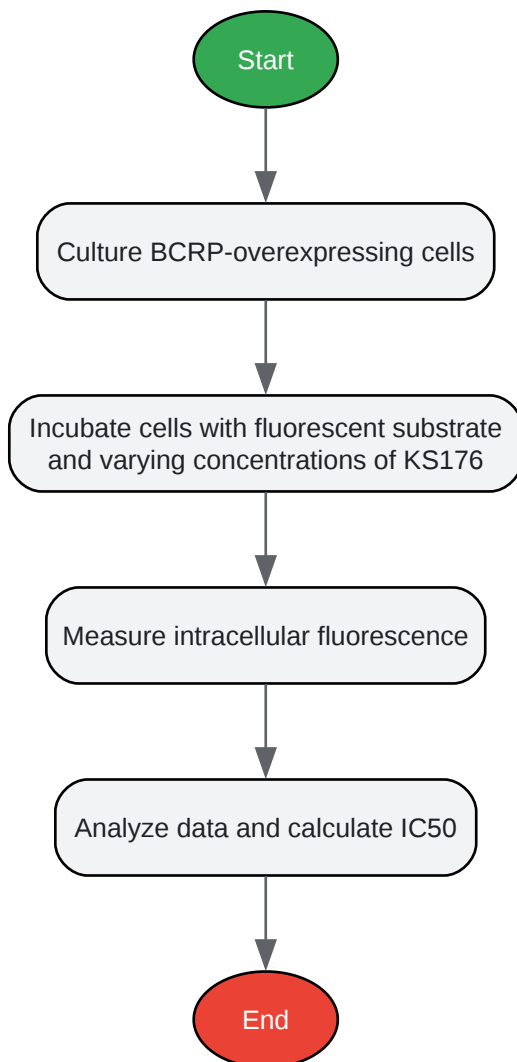 Start
Culture BCRP-overexpressing cells
Incubate cells with fluorescent substrate
and varying concentrations of KS176
Measure intracellular fluorescence
Analyze data and calculate IC50
End